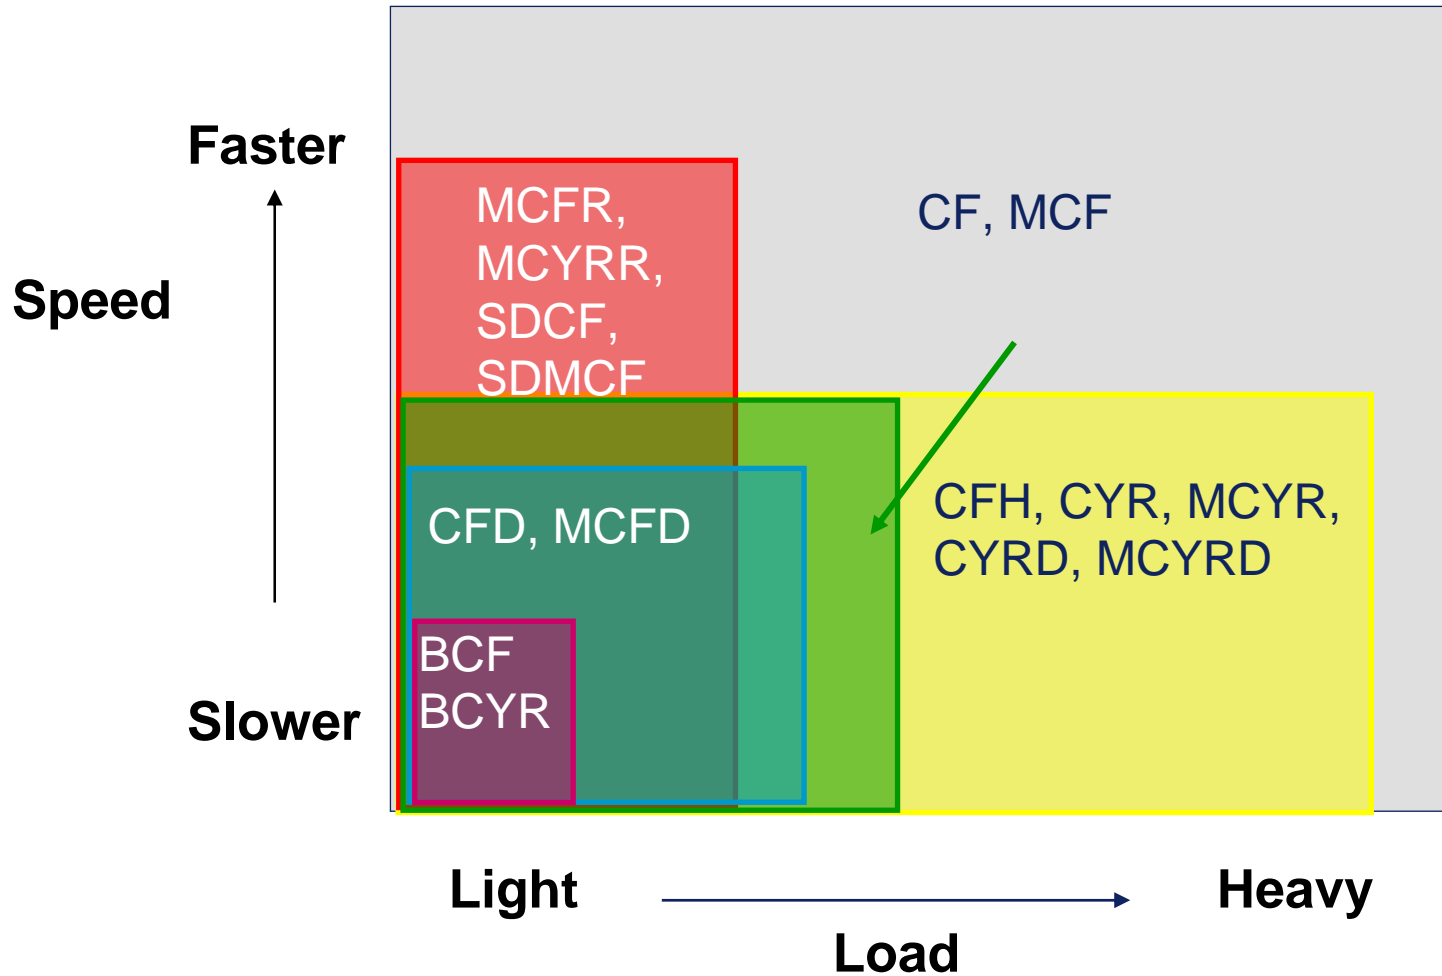 Faster
Speed
Slower
MCFR,
MCYRR,
SDCF,
SDMCF
CF, MCF
CFD, MCFD
CFH, CYR, MCYR,
CYRD, MCYRD
BCF
BCYR
Light
Heavy
Load